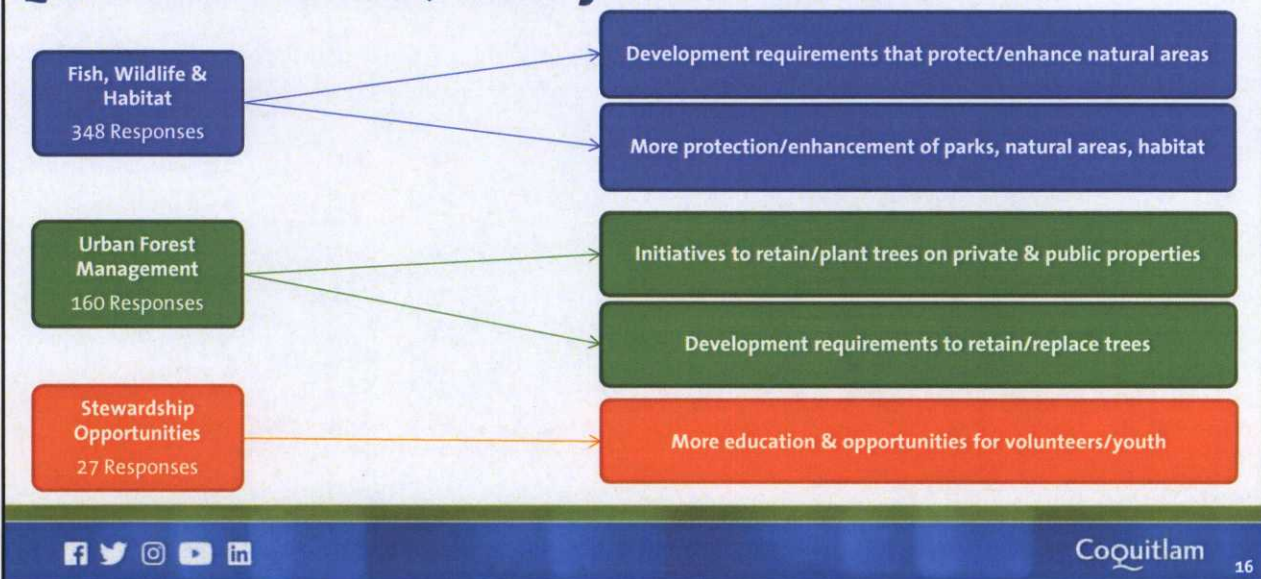 Fish, Wildlife &
Habitat
348 Responses
Development requirements that protect/enhance natural areas
More protection/enhancement of parks, natural areas, habitat
Urban Forest
Management
160 Responses
Initiatives to retain/plant trees on private & public properties
Development requirements to retain/replace trees
Stewardship
Opportunities
27 Responses
More education & opportunities for volunteers/youth
Coquitlam
16